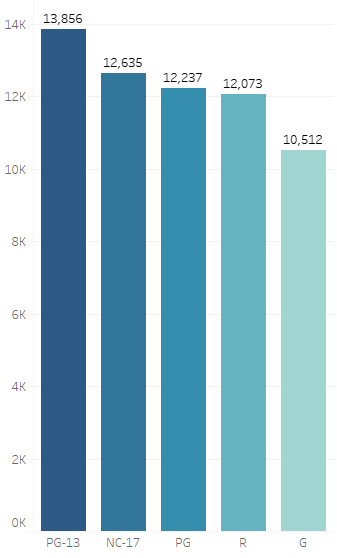 14K
12K
10K
8K
6K
4K
2K
0K
13,856
12,635
12,237
12,073
10,512
PG-13 NC-17 PG R G